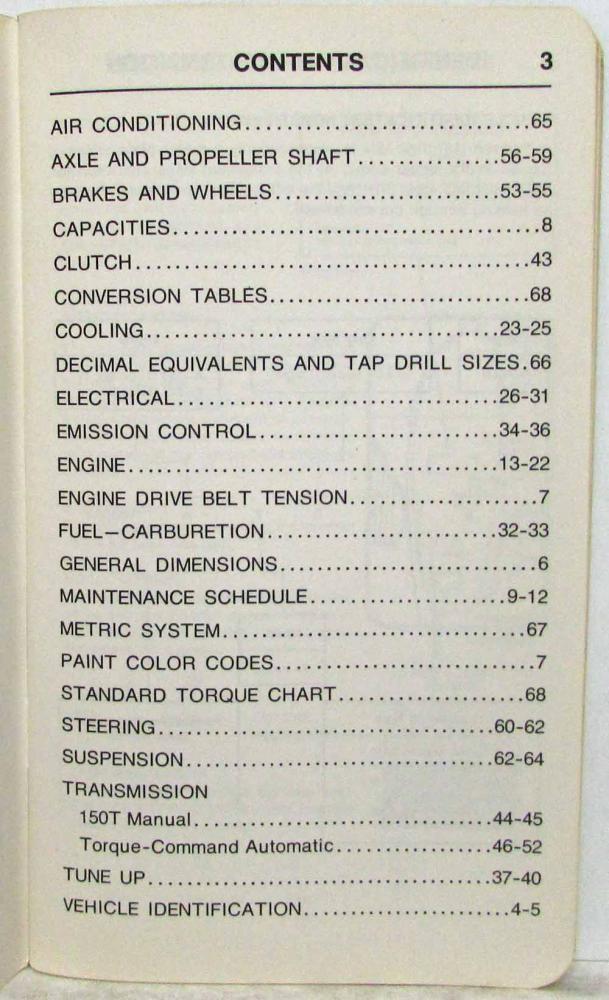 CONTENTS 3
AIR CONDITIONING..............................65
AXLE AND PROPELLER SHAFT...............56-59
BRAKES AND WHEELS........................53-55
CAPACITIES.......................................8
CLUTCH..........................................43
CONVERSION TABLES...........................68
COOLING.....................................23-25
DECIMAL EQUIVALENTS AND TAP DRILL SIZES.66
ELECTRICAL..................................26-31
EMISSION CONTROL.........................34-36
ENGINE.......................................13-22
ENGINE DRIVE BELT TENSION....................7
FUEL—CARBURETION........................32-33
GENERAL DIMENSIONS...........................6
MAINTENANCE SCHEDULE.....................9-12
METRIC SYSTEM................................67
PAINT COLOR CODES............................7
STANDARD TORQUE CHART....................68
STEERING....................................60-62
SUSPENSION.................................62-64
TRANSMISSION
150T Manual................................44-45
Torque-Command Automatic.................46-52
TUNE UP.....................................37-40
VEHICLE IDENTIFICATION......................4-5